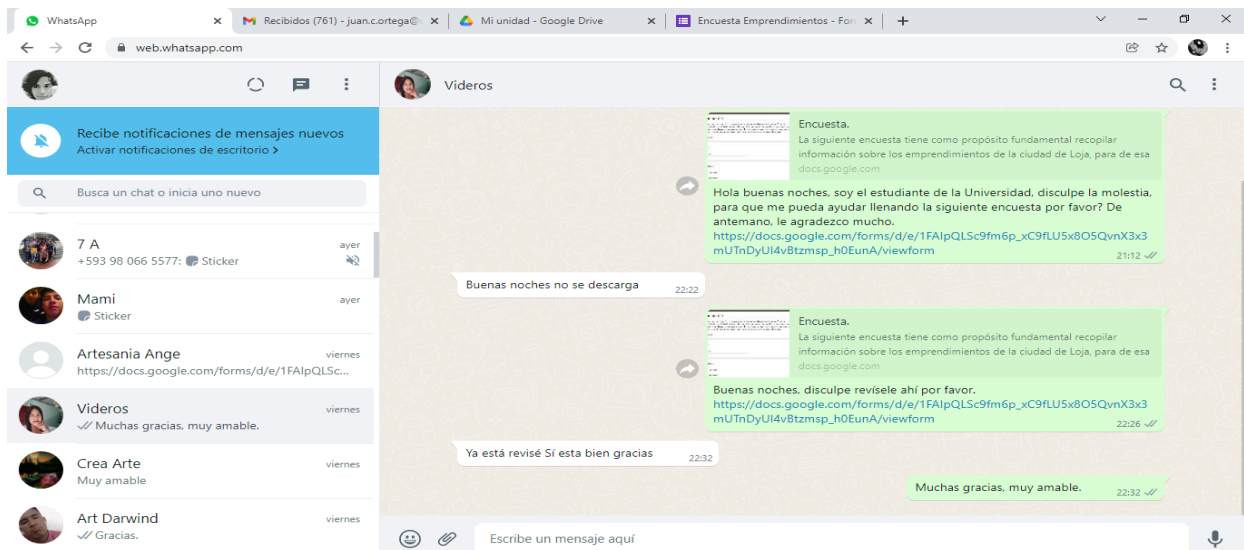 WhatsApp
Recibidos (761) - juan.c.ortega@
Mi unidad - Google Drive
Encuesta Emprendimientos - For
web.whatsapp.com
Videros
Recibe notificaciones de mensajes nuevos
Activar notificaciones de escritorio >
Busca un chat o inicia uno nuevo
7 A
ayer
+593 98 066 5577: Sticker
Mami
ayer
Sticker
Artesania Ange
viernes
https://docs.google.com/forms/d/e/1FAIpQLSc...
Videros
viernes
Muchas gracias, muy amable.
Crea Arte
viernes
Muy amable
Art Darwind
viernes
Gracias.
Encuesta.
La siguiente encuesta tiene como propósito fundamental recopilar
información sobre los emprendimientos de la ciudad de Loja, para de esa
docs.google.com
Hola buenas noches, soy el estudiante de la Universidad, disculpe la molestia,
para que me pueda ayudar llenando la siguiente encuesta por favor? De
antemano, le agradezco mucho.
https://docs.google.com/forms/d/e/1FAIpQLSc9fm6p_xC9fLU5x8O5QvnX3x3
mUTnDyUI4vBtzmsp_h0EunA/viewform
21:12
Buenas noches no se descarga
22:22
Encuesta.
La siguiente encuesta tiene como propósito fundamental recopilar
información sobre los emprendimientos de la ciudad de Loja, para de esa
docs.google.com
Buenas noches, disculpe revísele ahí por favor.
https://docs.google.com/forms/d/e/1FAIpQLSc9fm6p_xC9fLU5x8O5QvnX3x3
mUTnDyUI4vBtzmsp_h0EunA/viewform
22:26
Ya está revisé Sí esta bien gracias
22:32
Muchas gracias, muy amable.
22:32
Escribe un mensaje aquí